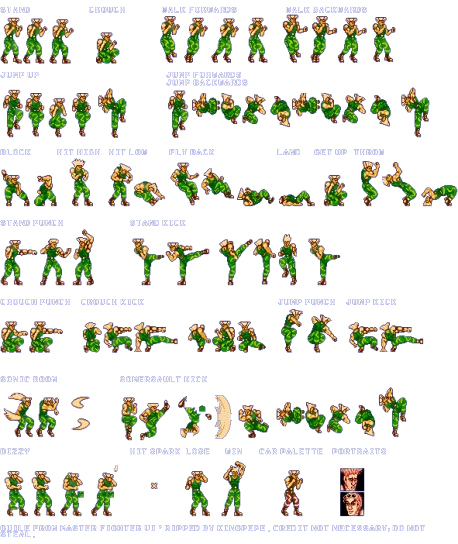 STAND CROUCH WALK FORWARDS WALK BACKWARDS
JUMP UP JUMP FORWARDS
JUMP BACKWARDS
BLOCK HIT HIGH HIT LOW FLY BACK LAND GET UP THROW
STAND PUNCH STAND KICK
CROUCH PUNCH CROUCH KICK JUMP PUNCH JUMP KICK
SONIC BOOM SOMERSAULT KICK
DIZZY HIT SPARK LOSE WIN CAR PALETTE PORTRAITS
GUILE FROM MASTER FIGHTER VI' RIPPED BY KINGPEPE, CREDIT NOT NECESSARY; DO NOT
STEAL.